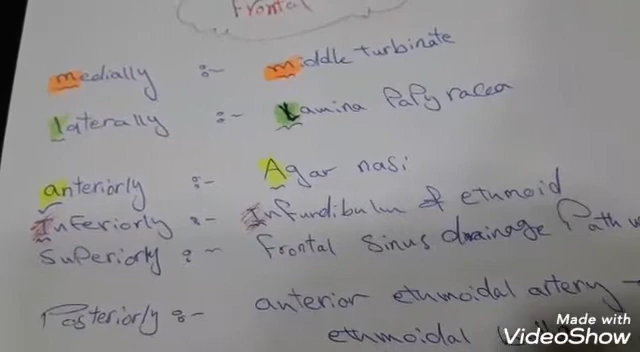 Frontal
medially :- middle turbinate
laterally :- Lamina Papyracea
anteriorly :- Agar nasi
Inferiorly :- Infundibulum of ethmoid
Superiorly :- Frontal Sinus drainage Path
Posteriorly :- anterior ethmoidal artery
ethmoidal
Made with
VideoShow